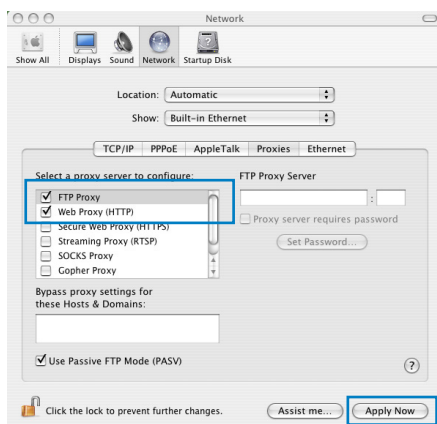 Network
Show All Displays Sound Network Startup Disk
Location: Automatic
Show: Built-in Ethernet
TCP/IP PPPoE AppleTalk Proxies Ethernet
Select a proxy server to configure: FTP Proxy Server
FTP Proxy
:
Web Proxy (HTTP)
Proxy server requires password
Secure Web Proxy (HTTPS)
Streaming Proxy (RTSP)
Set Password...
SOCKS Proxy
Gopher Proxy
Bypass proxy settings for
these Hosts & Domains:
Use Passive FTP Mode (PASV)
?
Click the lock to prevent further changes. Assist me... Apply Now